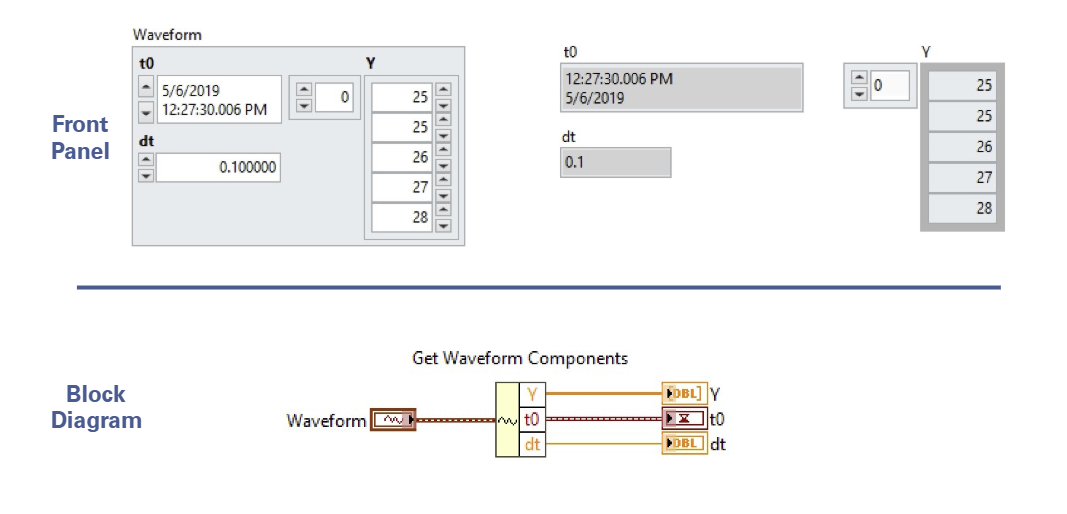 Waveform
t0
5/6/2019
12:27:30.006 PM
dt
0.100000
0
Y
25
25
26
27
28
t0
12:27:30.006 PM
5/6/2019
dt
0.1
Y
0
25
25
26
27
28
Front
Panel
Get Waveform Components
Block
Diagram
Waveform
Y
t0
dt
DBL] Y
t0
DBL dt